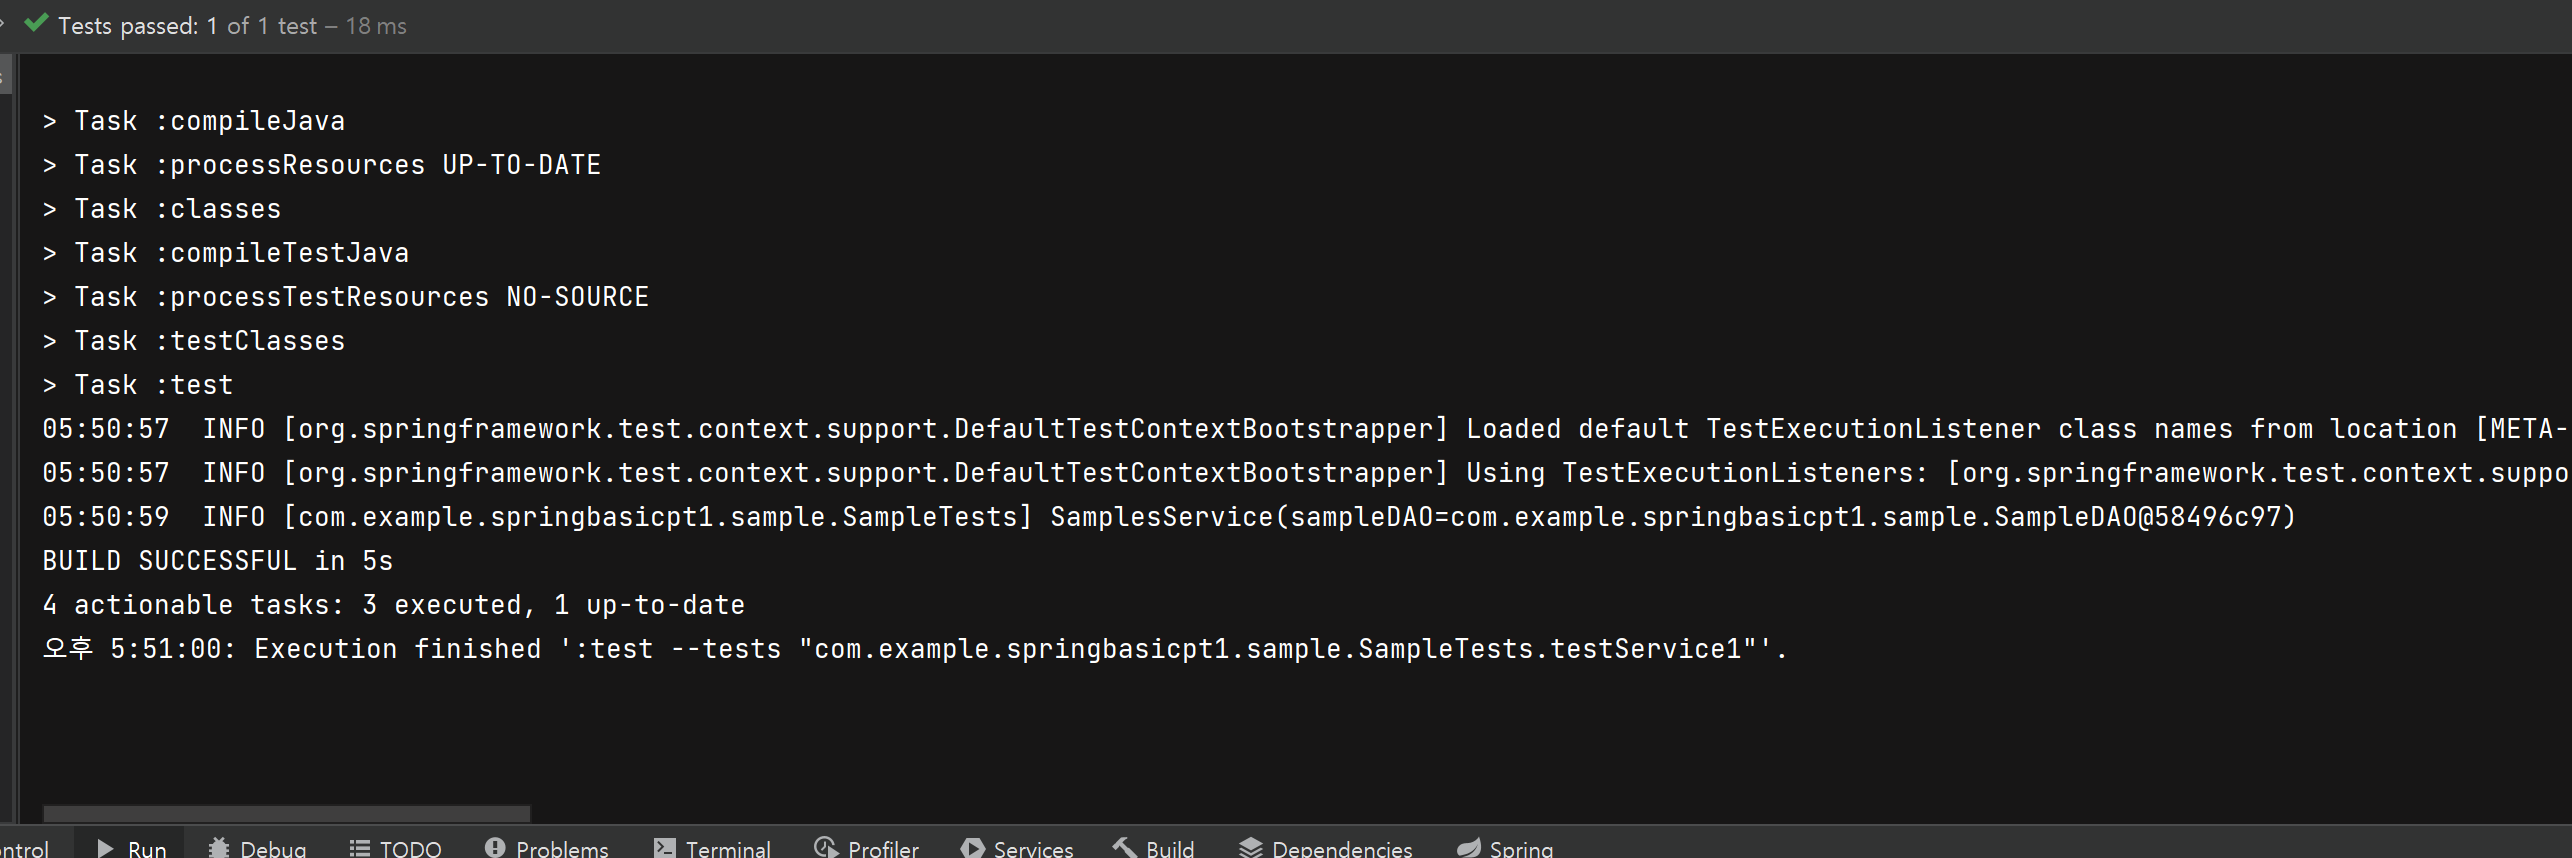 Tests passed: 1 of 1 test – 18 ms
> Task :compileJava
> Task :processResources UP-TO-DATE
> Task :classes
> Task :compileTestJava
> Task :processTestResources NO-SOURCE
> Task :testClasses
> Task :test
05:50:57  INFO [org.springframework.test.context.support.DefaultTestContextBootstrapper] Loaded default TestExecutionListener class names from location [META-
05:50:57  INFO [org.springframework.test.context.support.DefaultTestContextBootstrapper] Using TestExecutionListeners: [org.springframework.test.context.suppo
05:50:59  INFO [com.example.springbasicpt1.sample.SampleTests] SamplesService(sampleDAO=com.example.springbasicpt1.sample.SampleDAO@58496c97)
BUILD SUCCESSFUL in 5s
4 actionable tasks: 3 executed, 1 up-to-date
오후 5:51:00: Execution finished ':test --tests "com.example.springbasicpt1.sample.SampleTests.testService1"'.
ontrol Run Debug TODO Problems Terminal Profiler Services Build Dependencies Spring